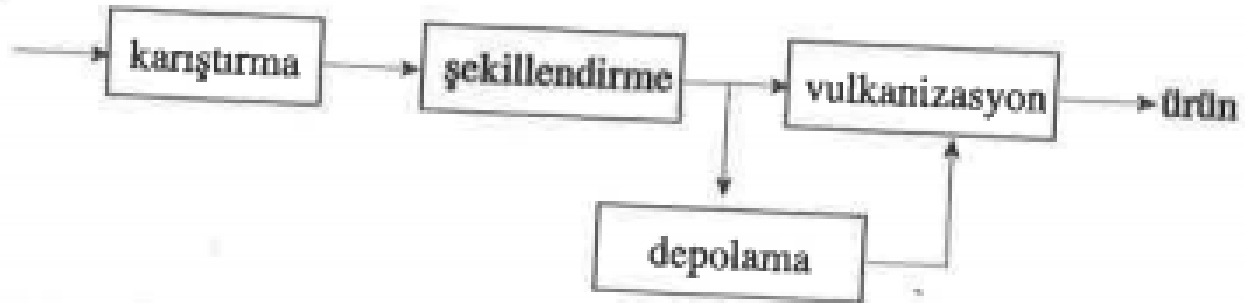 karıştırma
şekillendirme
vulkanizasyon
ürün
depolama